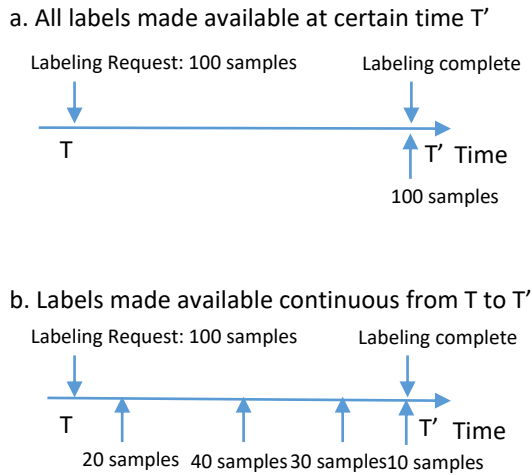 a. All labels made available at certain time T’
Labeling Request: 100 samples Labeling complete
T T’ Time
100 samples
b. Labels made available continuous from T to T’
Labeling Request: 100 samples Labeling complete
T T’ Time
20 samples 40 samples 30 samples 10 samples